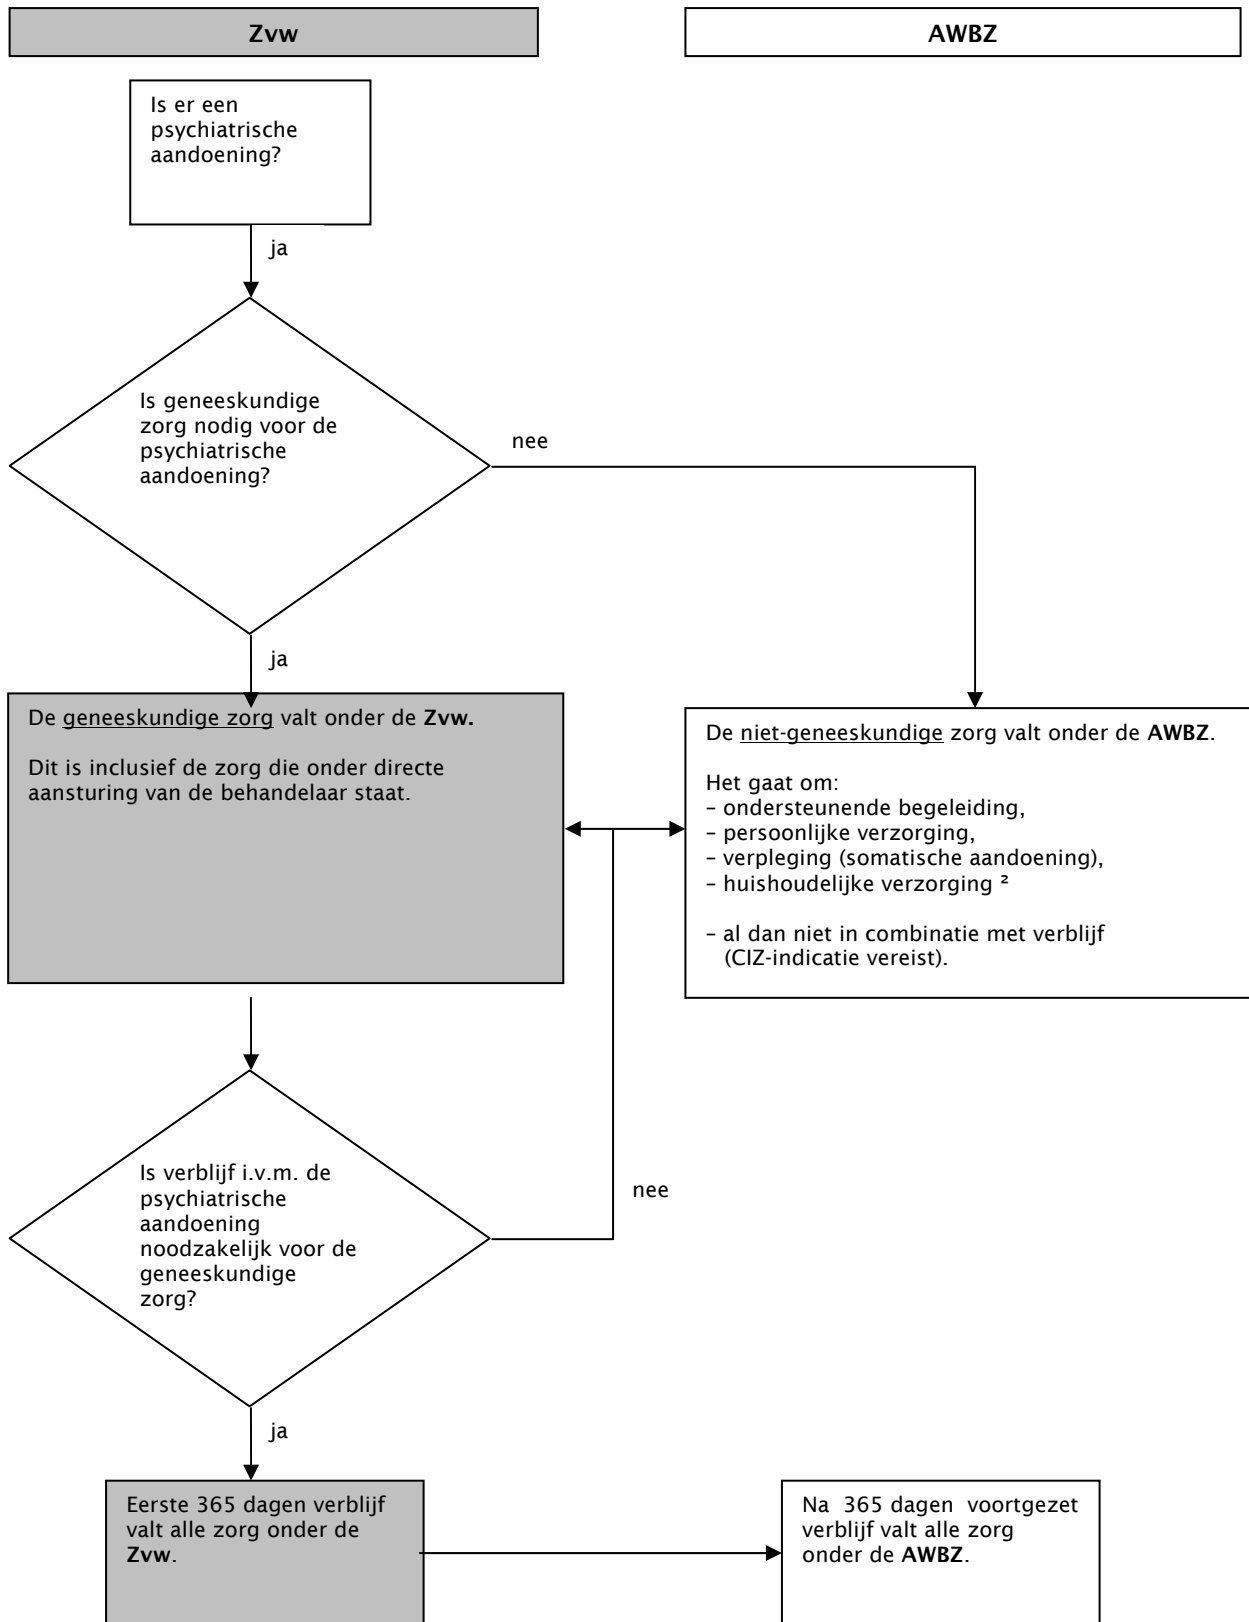 Zvw
AWBZ
Is er een
psychiatrische
aandoening?
ja
Is geneeskundige
zorg nodig voor de
psychiatrische
aandoening?
nee
ja
De geneeskundige zorg valt onder de Zvw.
Dit is inclusief de zorg die onder directe
aansturing van de behandelaar staat.
De niet-geneeskundige zorg valt onder de AWBZ.
Het gaat om:
– ondersteunende begeleiding,
– persoonlijke verzorging,
– verpleging (somatische aandoening),
– huishoudelijke verzorging ²
– al dan niet in combinatie met verblijf
(CIZ-indicatie vereist).
Is verblijf i.v.m. de
psychiatrische
aandoening
noodzakelijk voor de
geneeskundige
zorg?
nee
ja
Eerste 365 dagen verblijf
valt alle zorg onder de
Zvw.
Na 365 dagen voortgezet
verblijf valt alle zorg
onder de AWBZ.